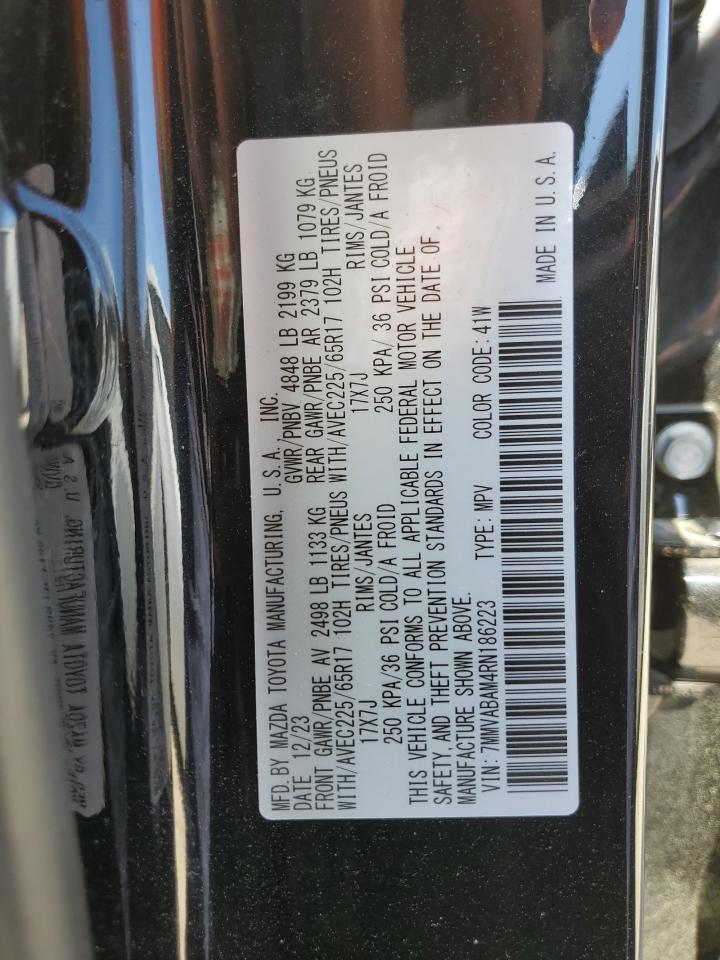 MFD. BY MAZDA TOYOTA MANUFACTURING, U. S. A. INC.
DATE 12/23 GVWR/PNBV 4848 LB 2199 KG
FRONT GAWR/PNBE AV 2498 LB 1133 KG REAR GAWR/PNBE AR 2379 LB 1079 KG
WITH/AVEC225/65R17 102H TIRES/PNEUS WITH/AVEC225/65R17 102H TIRES/PNEUS
17X7J RIMS/JANTES 17X7J RIMS/JANTES
250 KPA/36 PSI COLD/A FROID 250 KPA/ 36 PSI COLD/A FROID
THIS VEHICLE CONFORMS TO ALL APPLICABLE FEDERAL MOTOR VEHICLE
SAFETY, AND THEFT PREVENTION STANDARDS IN EFFECT ON THE DATE OF
MANUFACTURE SHOWN ABOVE.
VIN: 7MMVABAM4RN186223 TYPE: MPV COLOR CODE: 41W
MADE IN U. S. A.